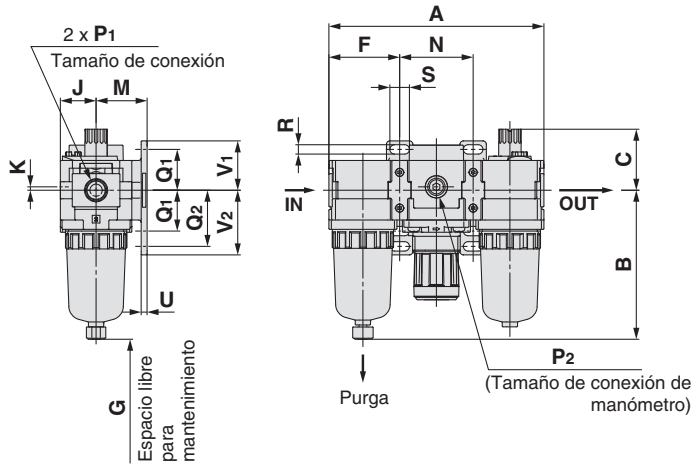 2 x P1
Tamaño de conexión
J
M
K
Q1
Q1
Q2
V1
V2
U
G
Espacio libre
para
mantenimiento
A
F
N
S
R
C
B
IN
OUT
Purga
P2
(Tamaño de conexión de
manómetro)